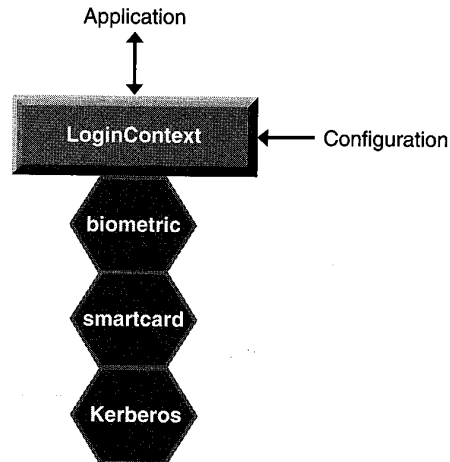 Application
LoginContext
Configuration
biometric
smartcard
Kerberos